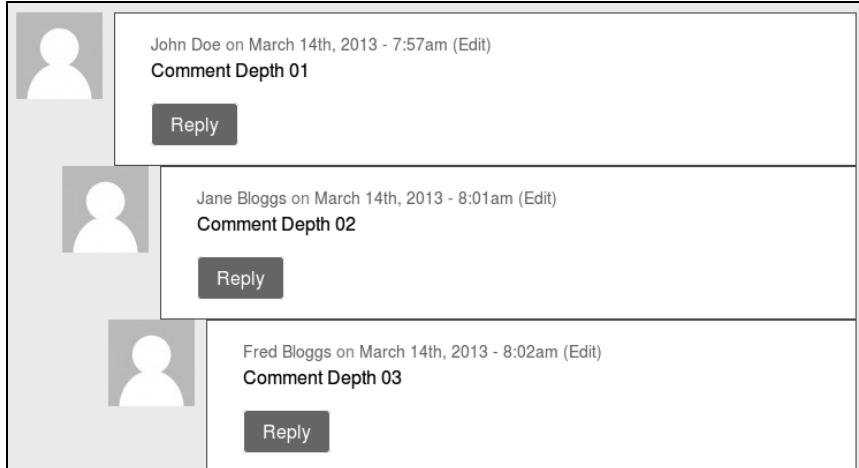 John Doe on March 14th, 2013 - 7:57am (Edit)
Comment Depth 01
Reply
Jane Bloggs on March 14th, 2013 - 8:01am (Edit)
Comment Depth 02
Reply
Fred Bloggs on March 14th, 2013 - 8:02am (Edit)
Comment Depth 03
Reply